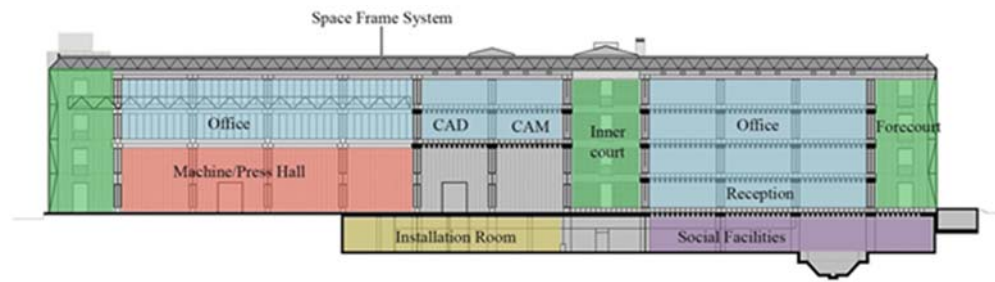 Space Frame System
Office
CAD
CAM
Inner
court
Office
Forecourt
Machine/Press Hall
Reception
Installation Room
Social Facilities